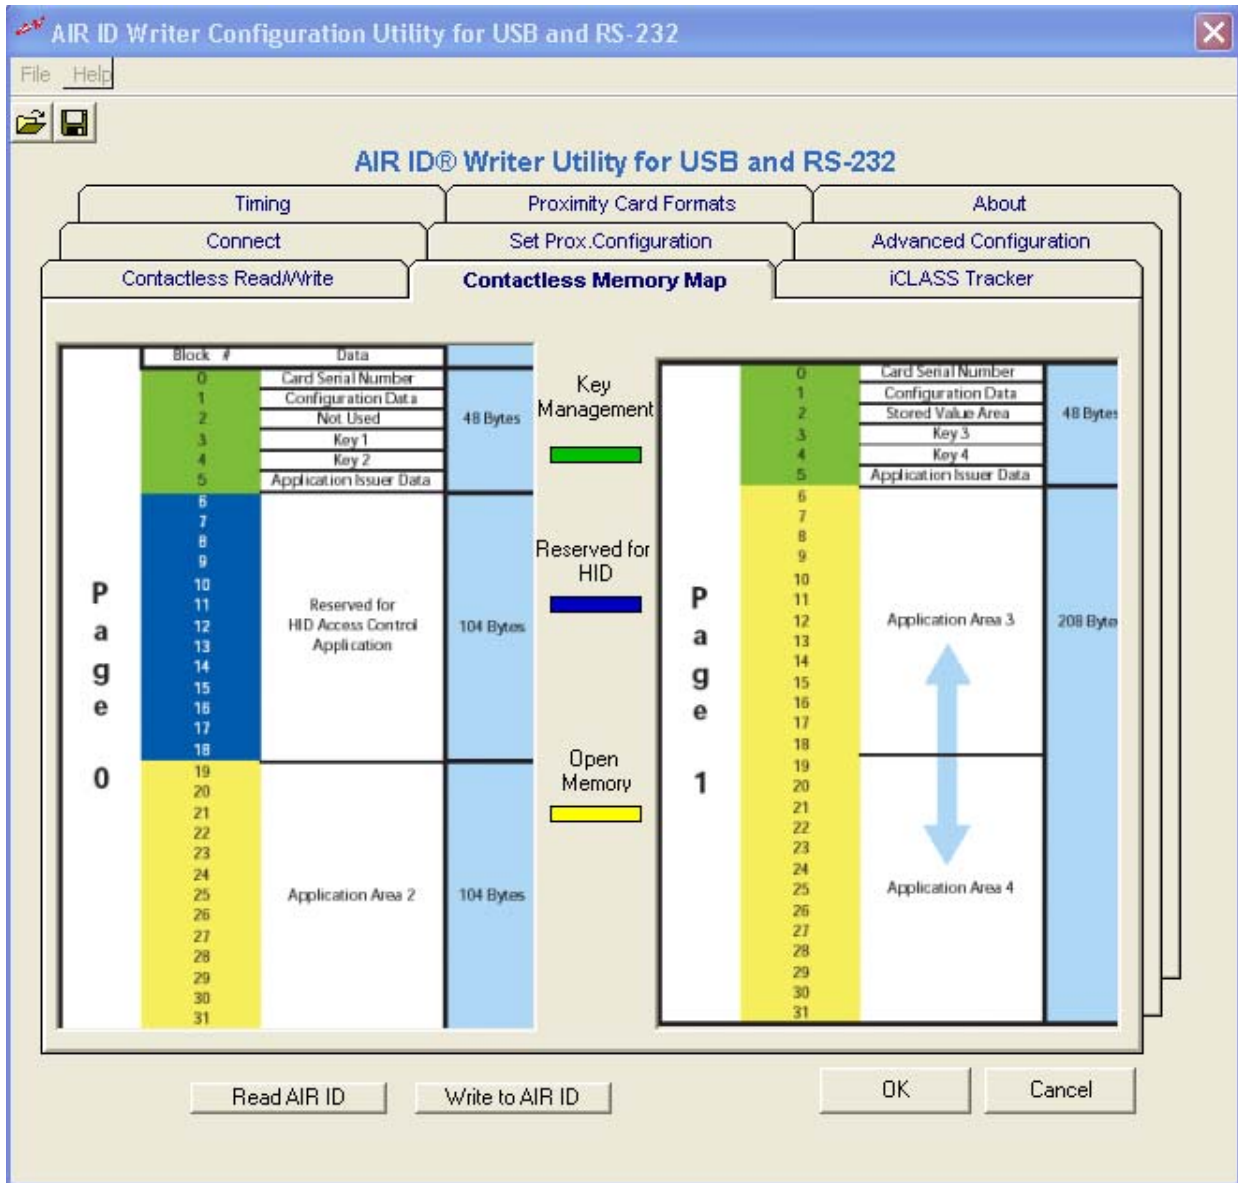 AIR ID Writer Configuration Utility for USB and RS-232
File Help
AIR ID® Writer Utility for USB and RS-232
Timing Proximity Card Formats About
Connect Set Prox.Configuration Advanced Configuration
Contactless Read/Write Contactless Memory Map iCLASS Tracker
Page 0
Block # Data
0 Card Serial Number
1 Configuration Data
2 Not Used
3 Key 1
4 Key 2
5 Application Issuer Data
48 Bytes
6
7
8
9
10
11
12
13
14
15
16
17
18
Reserved for
HID Access Control
Application
104 Bytes
19
20
21
22
23
24
25
26
27
28
29
30
31
Application Area 2
104 Bytes
Key
Management
Reserved for
HID
Open
Memory
Page 1
0 Card Serial Number
1 Configuration Data
2 Stored Value Area
3 Key 3
4 Key 4
5 Application Issuer Data
48 Bytes
6
7
8
9
10
11
12
13
14
15
16
17
18
Application Area 3
208 Byte
19
20
21
22
23
24
25
26
27
28
29
30
31
Application Area 4
Read AIR ID Write to AIR ID OK Cancel